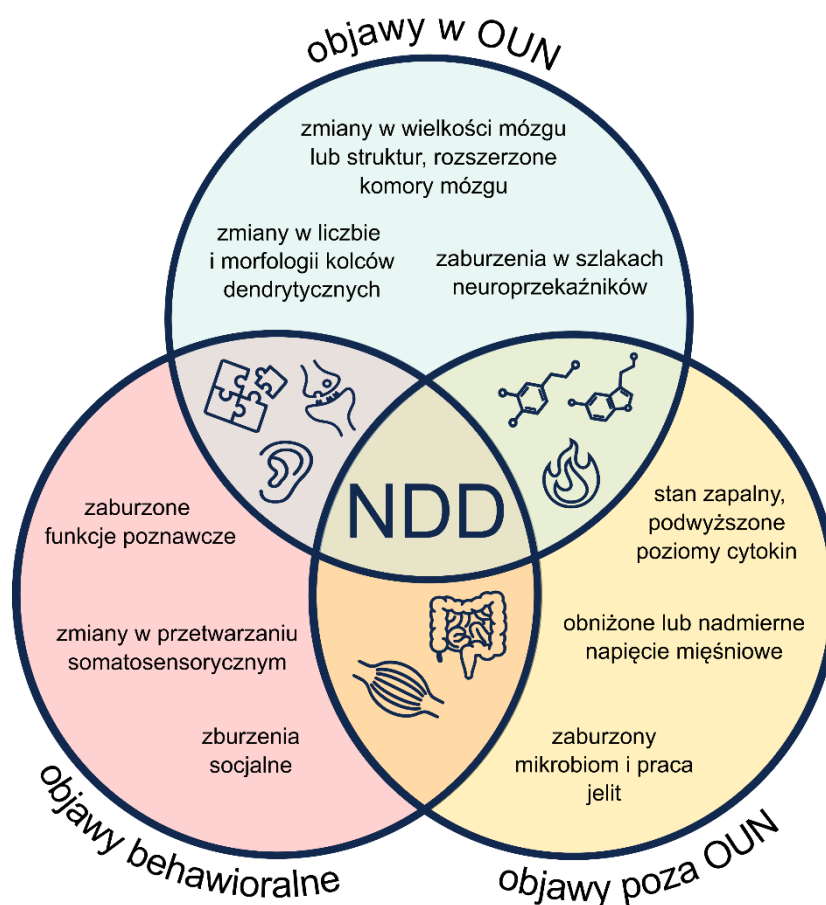 objawy w OUN
zmiany w wielkości mózgu
lub struktur, rozszerzone
komory mózgu
zmiany w liczbie
i morfologii kolców
dendrytycznych
zaburzenia w szlakach
neuroprzekaźników
NDD
zaburzone
funkcje poznawcze
zmiany w przetwarzaniu
somatosensorycznym
zburzenia
socjalne
stan zapalny,
podwyższone
poziomy cytokin
obniżone lub nadmierne
napięcie mięśniowe
zaburzony
mikrobiom i praca
jelit
objawy behawioralne
objawy poza OUN